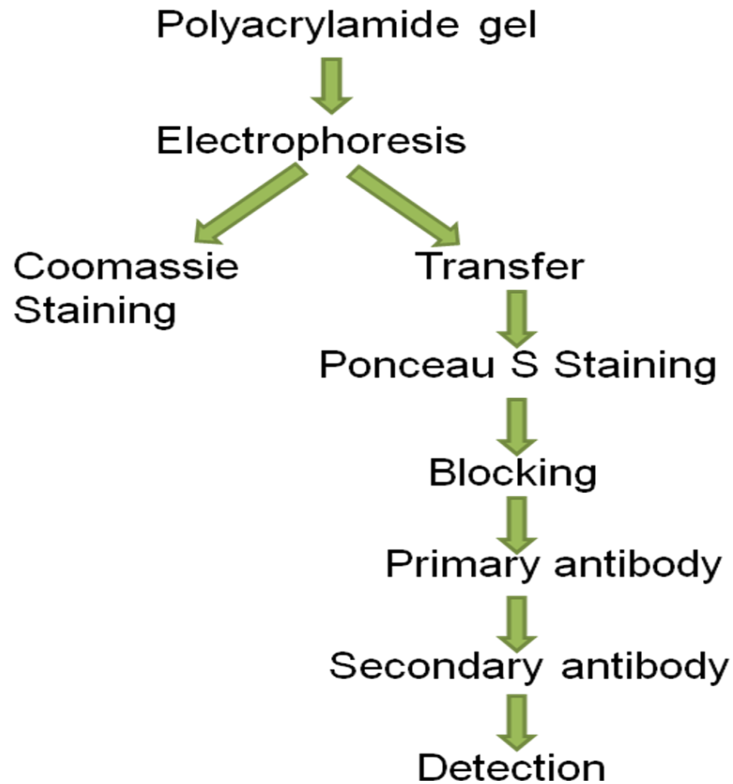 Polyacrylamide gel
Electrophoresis
Coomassie
Staining
Transfer
Ponceau S Staining
Blocking
Primary antibody
Secondary antibody
Detection